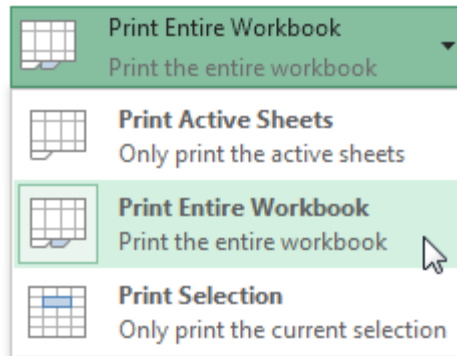 Print Entire Workbook
Print the entire workbook
Print Active Sheets
Only print the active sheets
Print Entire Workbook
Print the entire workbook
Print Selection
Only print the current selection